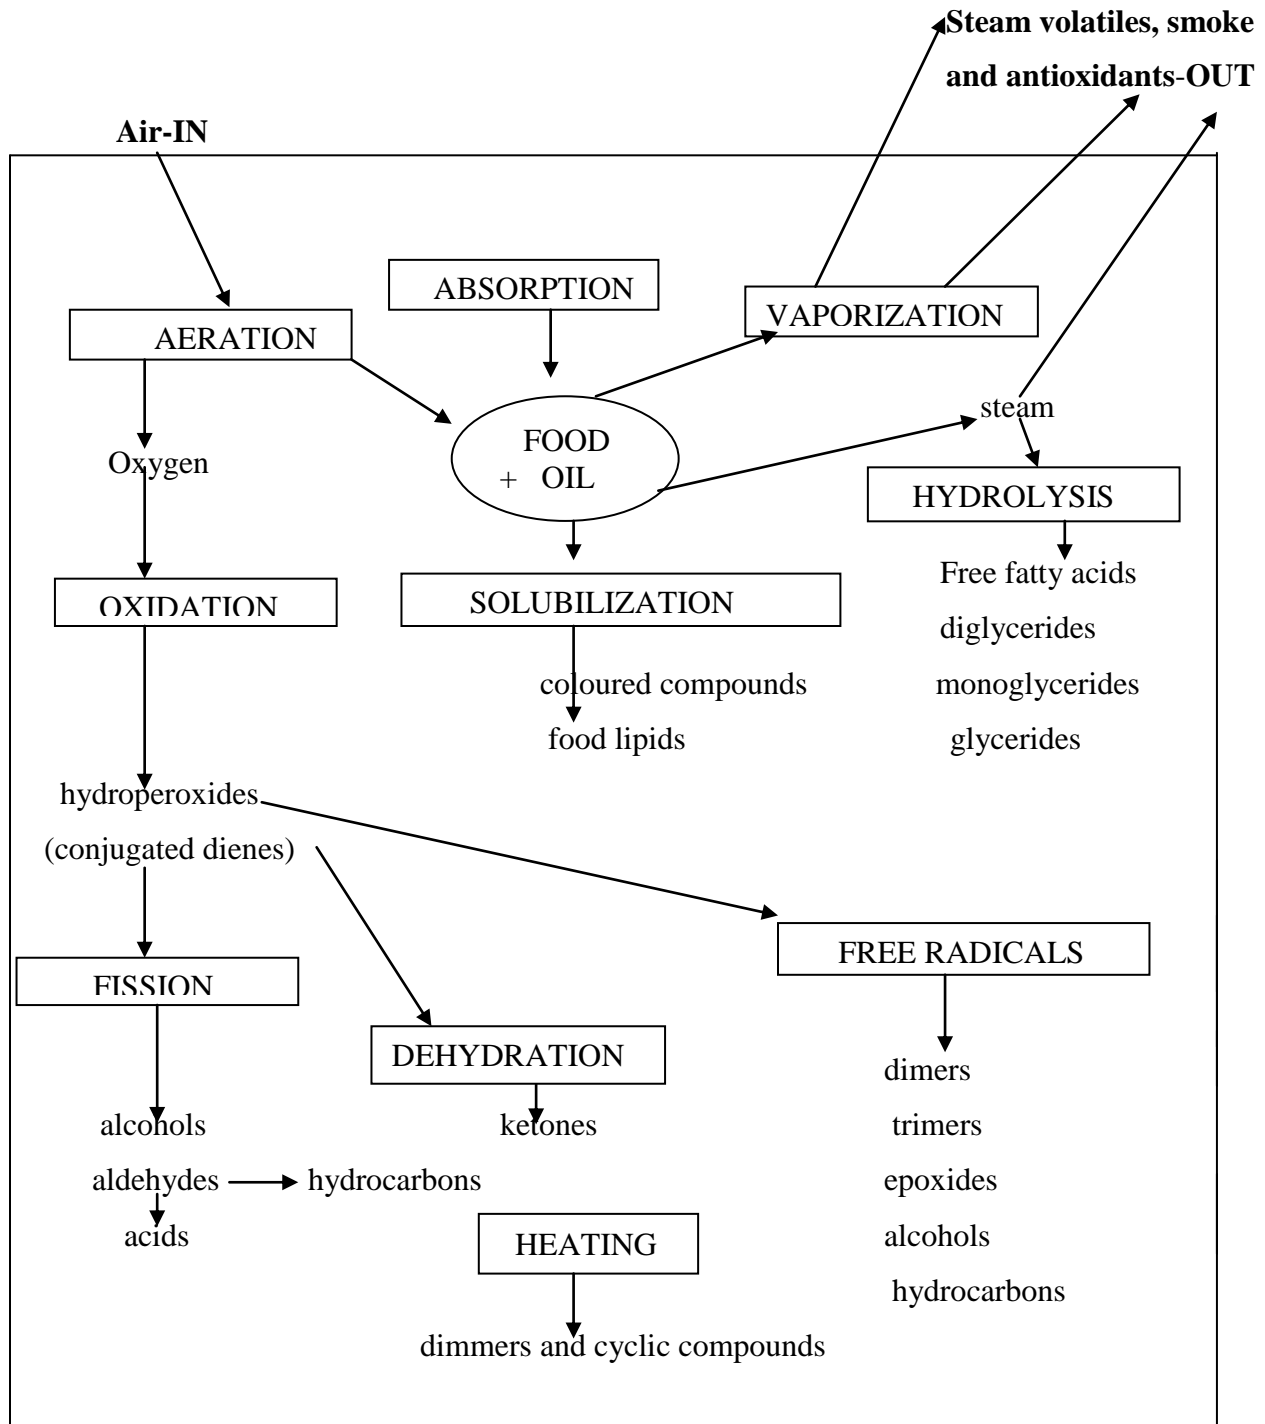 Steam volatiles, smoke
and antioxidants-OUT
Air-IN
ABSORPTION
VAPORIZATION
AERATION
steam
FOOD
+ OIL
Oxygen
HYDROLYSIS
Free fatty acids
OXIDATION
SOLUBILIZATION
diglycerides
coloured compounds
monoglycerides
food lipids
glycerides
hydroperoxides
(conjugated dienes)
FREE RADICALS
FISSION
DEHYDRATION
dimers
alcohols
ketones
trimers
aldehydes
hydrocarbons
epoxides
acids
HEATING
alcohols
hydrocarbons
dimmers and cyclic compounds